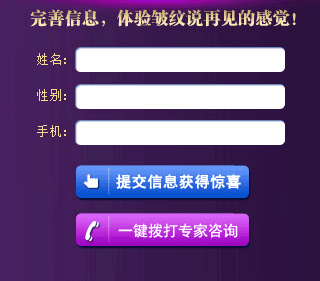 完善信息，体验皱纹说再见的感觉！
姓名：
性别：
手机：
提交信息获得惊喜
一键拨打专家咨询